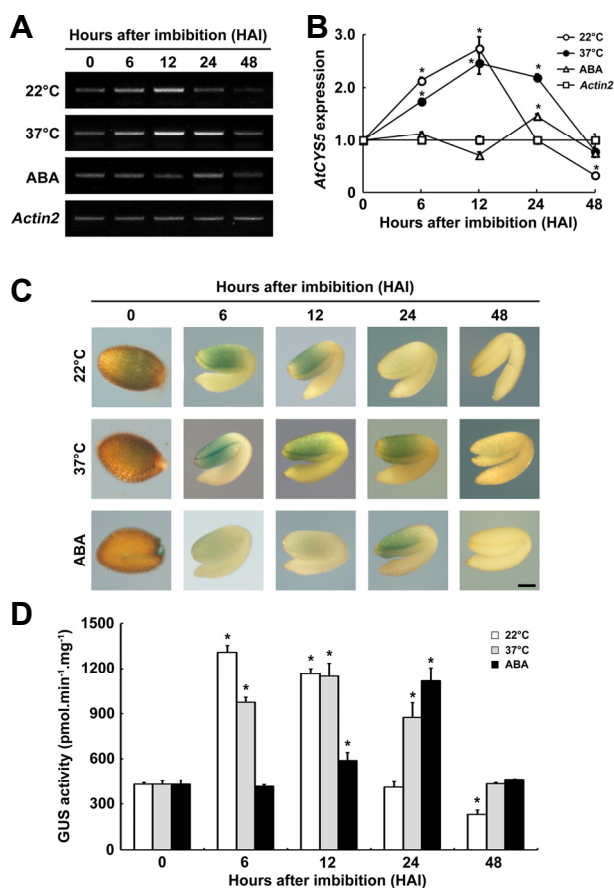 A
Hours after imbibition (HAI)
0 6 12 24 48
22°C
37°C
ABA
Actin2
B
AtCYS5 expression
3.0
2.0
1.0
0
* * * * * * * *
22°C
37°C
ABA
Actin2
0 6 12 24 48
Hours after imbibition (HAI)
C
Hours after imbibition (HAI)
0 6 12 24 48
22°C
37°C
ABA
D
GUS activity (pmol.min⁻¹.mg⁻¹)
1500
1200
900
600
300
0
* * * * * * * *
22°C
37°C
ABA
0 6 12 24 48
Hours after imbibition (HAI)